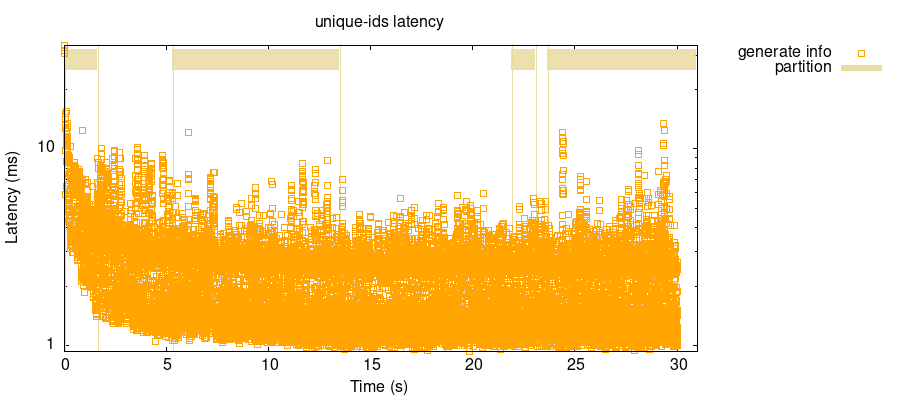 unique-ids latency
generate info
partition
10
1
Latency (ms)
0 5 10 15 20 25 30
Time (s)